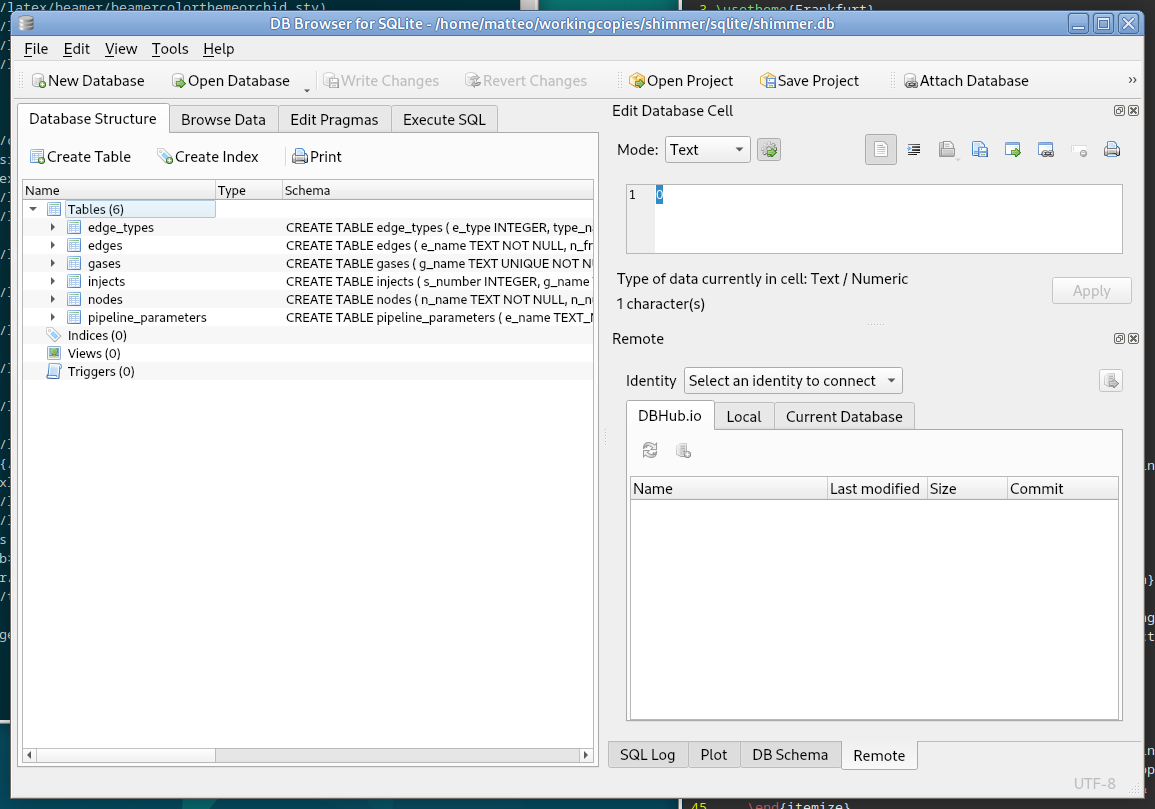 /latex/beamer/beamercolorthemeorchid.sty)
3 \usetheme{Frankfurt}
DB Browser for SQLite - /home/matteo/workingcopies/shimmer/sqlite/shimmer.db
File Edit View Tools Help
New Database Open Database Write Changes Revert Changes Open Project Save Project Attach Database »
Database Structure Browse Data Edit Pragmas Execute SQL
Create Table Create Index Print
Name Type Schema
Tables (6)
edge_types CREATE TABLE edge_types ( e_type INTEGER, type_n
edges CREATE TABLE edges ( e_name TEXT NOT NULL, n_fr
gases CREATE TABLE gases ( g_name TEXT UNIQUE NOT N
injects CREATE TABLE injects ( s_number INTEGER, g_name
nodes CREATE TABLE nodes ( n_name TEXT NOT NULL, n_nu
pipeline_parameters CREATE TABLE pipeline_parameters ( e_name TEXT_N
Indices (0)
Views (0)
Triggers (0)
Edit Database Cell
Mode: Text
1 0
Type of data currently in cell: Text / Numeric
1 character(s)
Apply
Remote
Identity Select an identity to connect
DBHub.io Local Current Database
Name Last modified Size Commit
SQL Log Plot DB Schema Remote
UTF-8
45 \end{itemize}